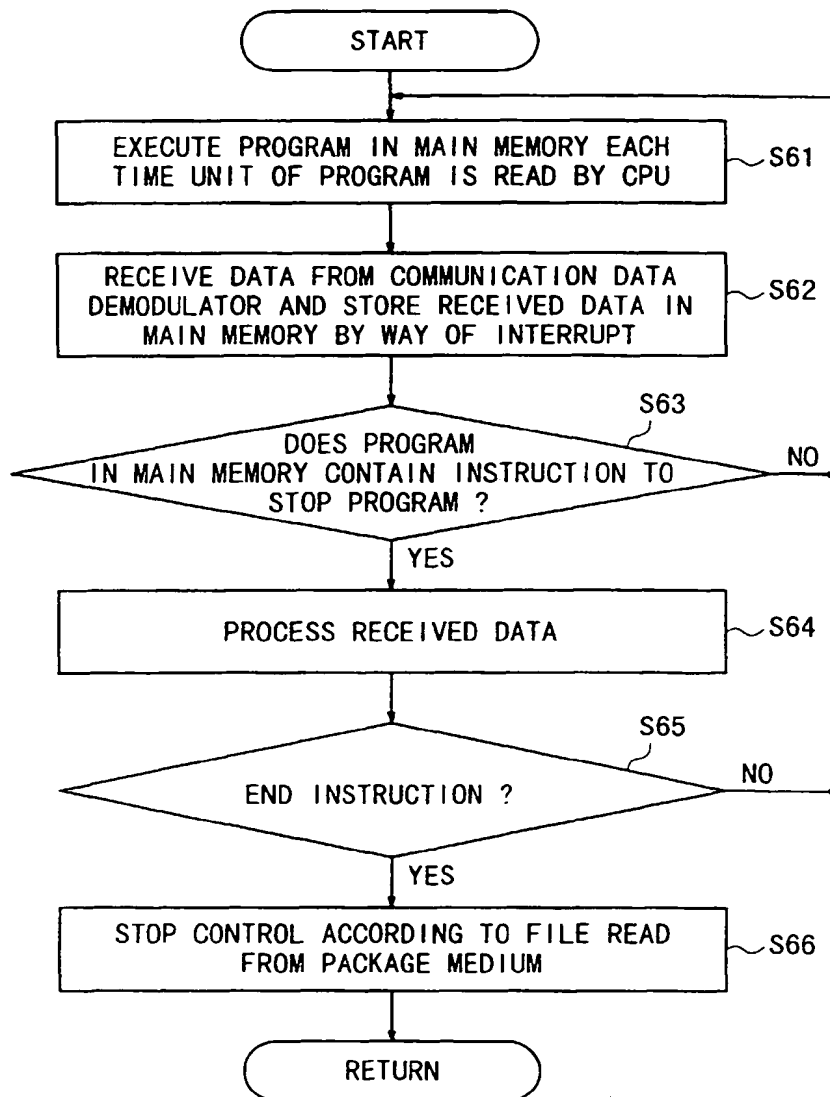 START
EXECUTE PROGRAM IN MAIN MEMORY EACH
TIME UNIT OF PROGRAM IS READ BY CPU
S61
RECEIVE DATA FROM COMMUNICATION DATA
DEMODULATOR AND STORE RECEIVED DATA IN
MAIN MEMORY BY WAY OF INTERRUPT
S62
S63
DOES PROGRAM
IN MAIN MEMORY CONTAIN INSTRUCTION TO
STOP PROGRAM ?
NO
YES
PROCESS RECEIVED DATA
S64
S65
END INSTRUCTION ?
NO
YES
STOP CONTROL ACCORDING TO FILE READ
FROM PACKAGE MEDIUM
S66
RETURN